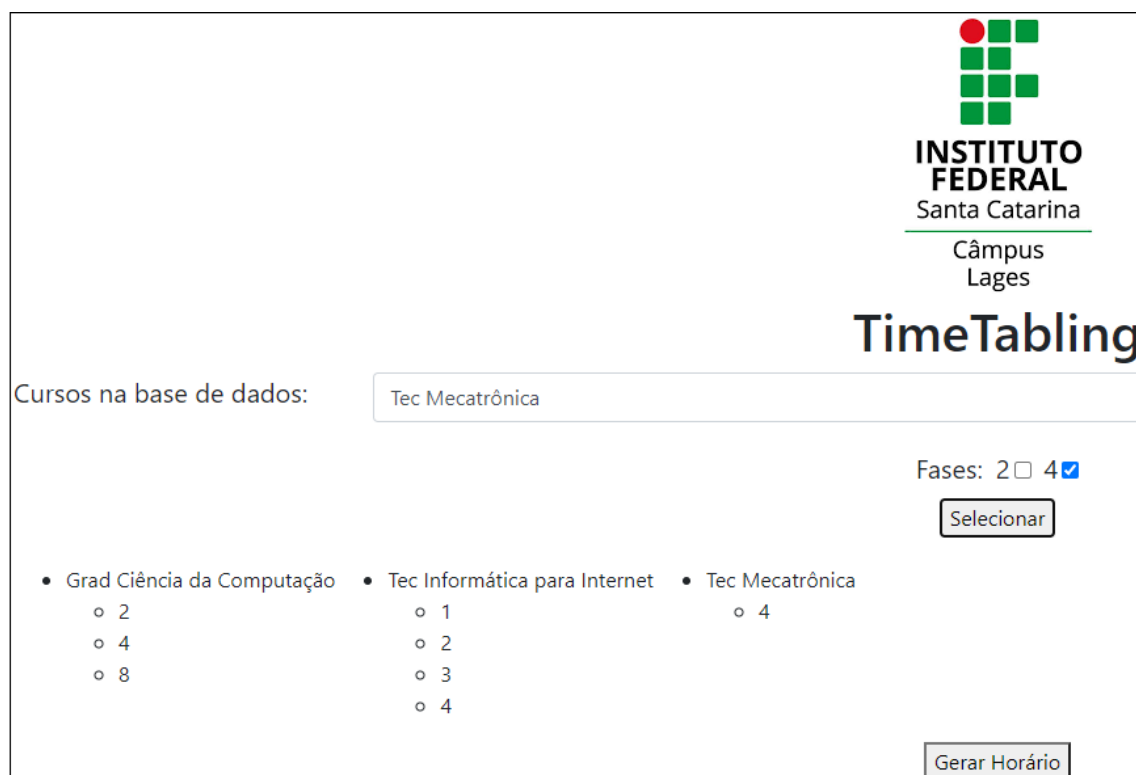 INSTITUTO
FEDERAL
Santa Catarina
Câmpus
Lages
TimeTabling
Cursos na base de dados: Tec Mecatrônica
Fases: 2 4
Selecionar
Grad Ciência da Computação
2
4
8
Tec Informática para Internet
1
2
3
4
Tec Mecatrônica
4
Gerar Horário